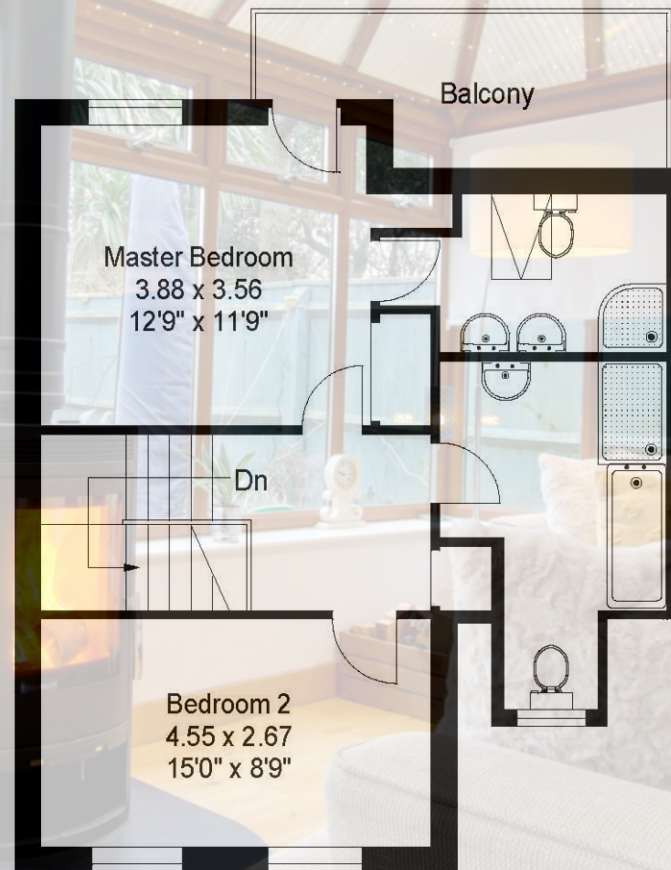 Balcony
Master Bedroom
3.88 x 3.56
12'9" x 11'9"
Dn
Bedroom 2
4.55 x 2.67
15'0" x 8'9"